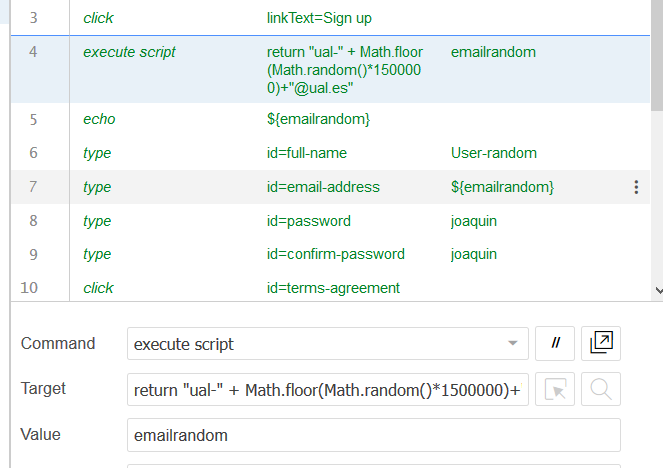 3 click linkText=Sign up
4 execute script return "ual-" + Math.floor emailrandom
(Math.random()*150000
0)+"@ual.es"
5 echo ${emailrandom}
6 type id=full-name User-random
7 type id=email-address ${emailrandom}
8 type id=password joaquin
9 type id=confirm-password joaquin
10 click id=terms-agreement
Command execute script //
Target return "ual-" + Math.floor(Math.random()*1500000)+
Value emailrandom